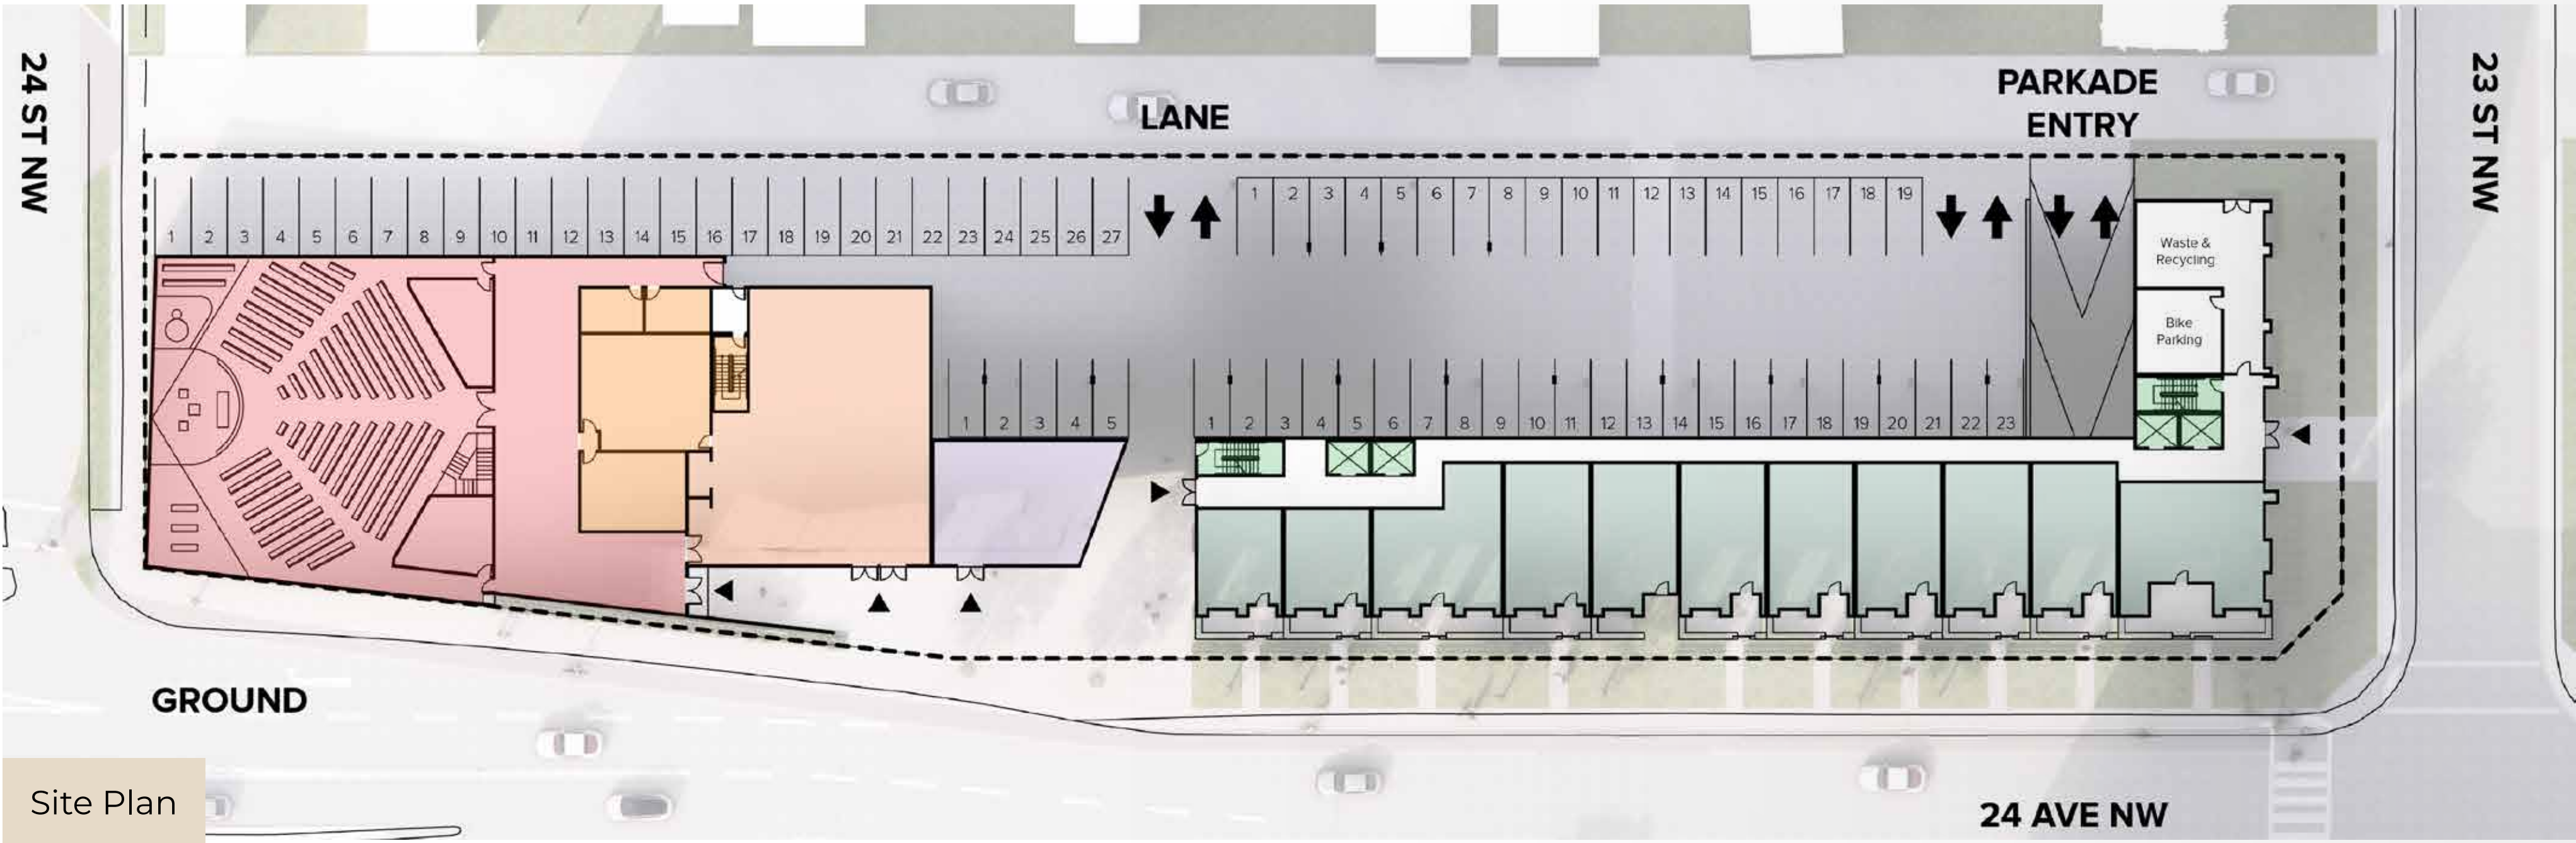 24 ST NW
LANE
PARKADE
ENTRY
23 ST NW
1 2 3 4 5 6 7 8 9 10 11 12 13 14 15 16 17 18 19 20 21 22 23 24 25 26 27
1 2 3 4 5 6 7 8 9 10 11 12 13 14 15 16 17 18 19
Waste &
Recycling
Bike
Parking
1 2 3 4 5
1 2 3 4 5 6 7 8 9 10 11 12 13 14 15 16 17 18 19 20 21 22 23
GROUND
Site Plan
24 AVE NW